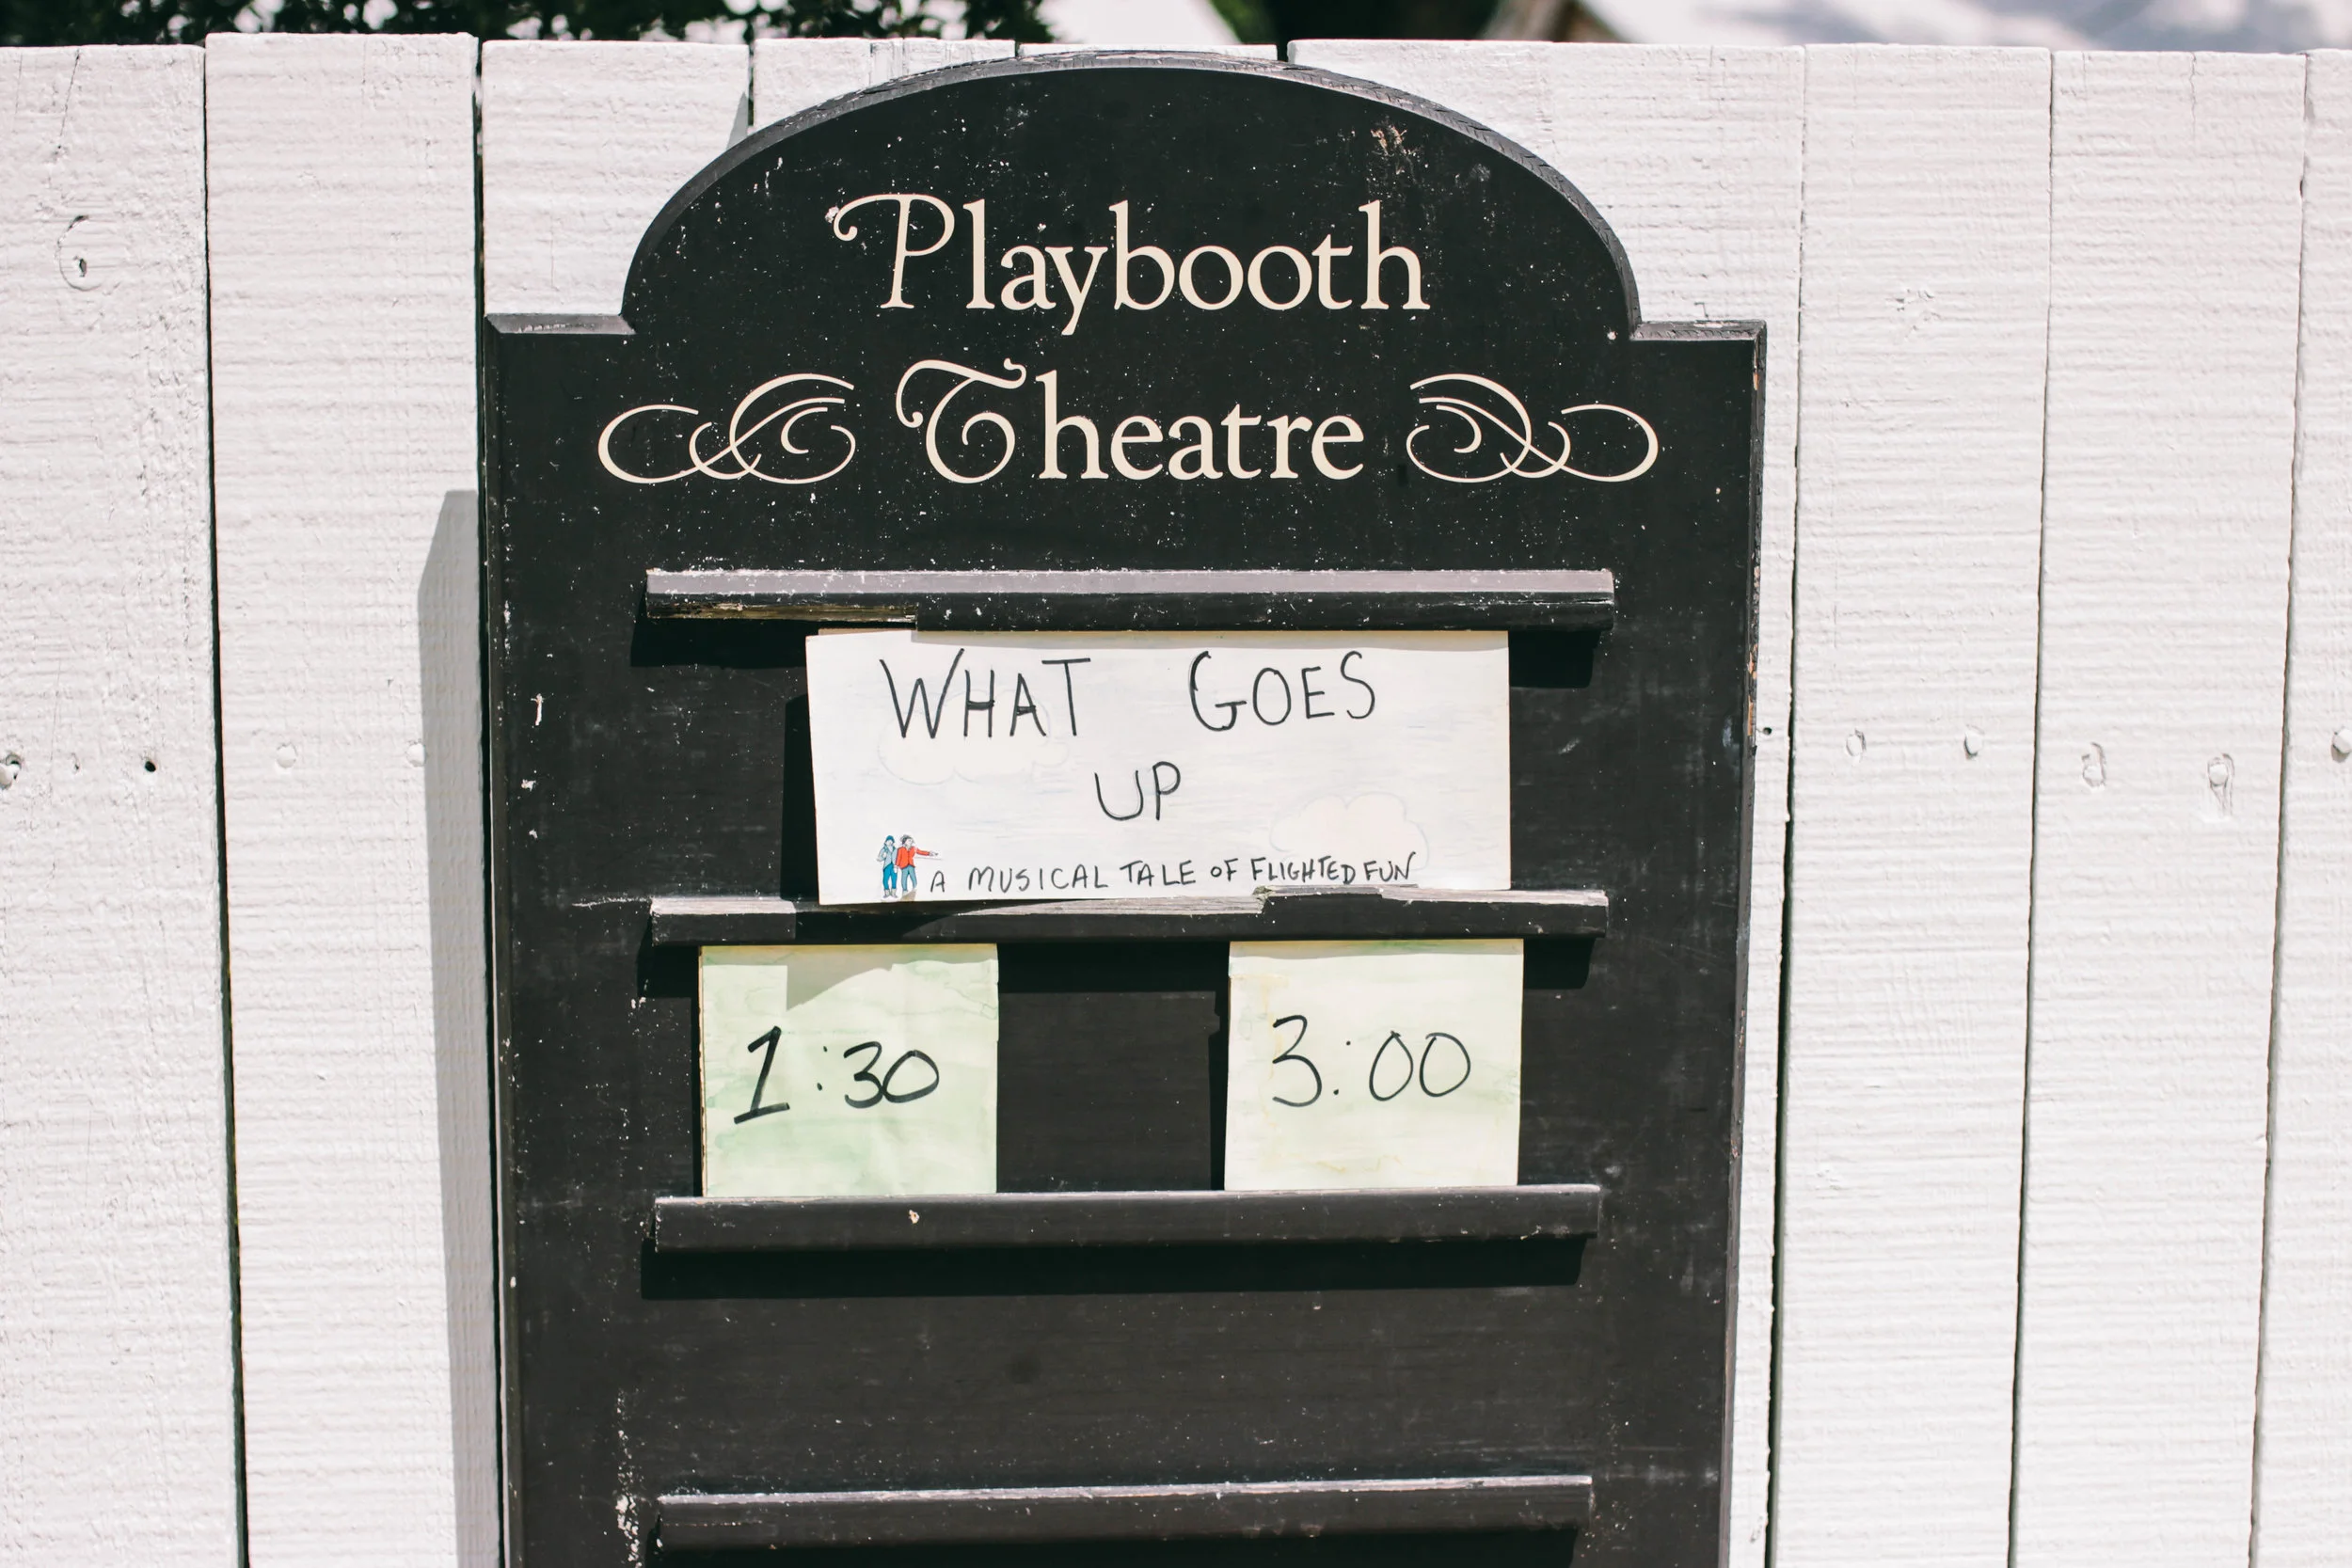 Playbooth
Theatre
WHAT GOES
UP
A MUSICAL TALE OF FLIGHTED FUN
1:30 3:00